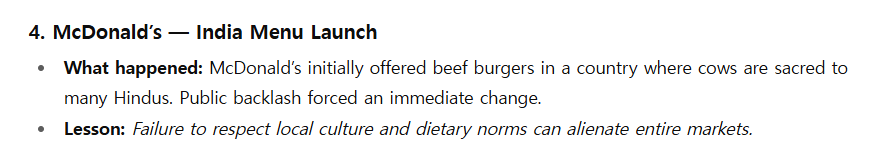 4. McDonald’s — India Menu Launch
• What happened: McDonald’s initially offered beef burgers in a country where cows are sacred to
many Hindus. Public backlash forced an immediate change.
• Lesson: Failure to respect local culture and dietary norms can alienate entire markets.